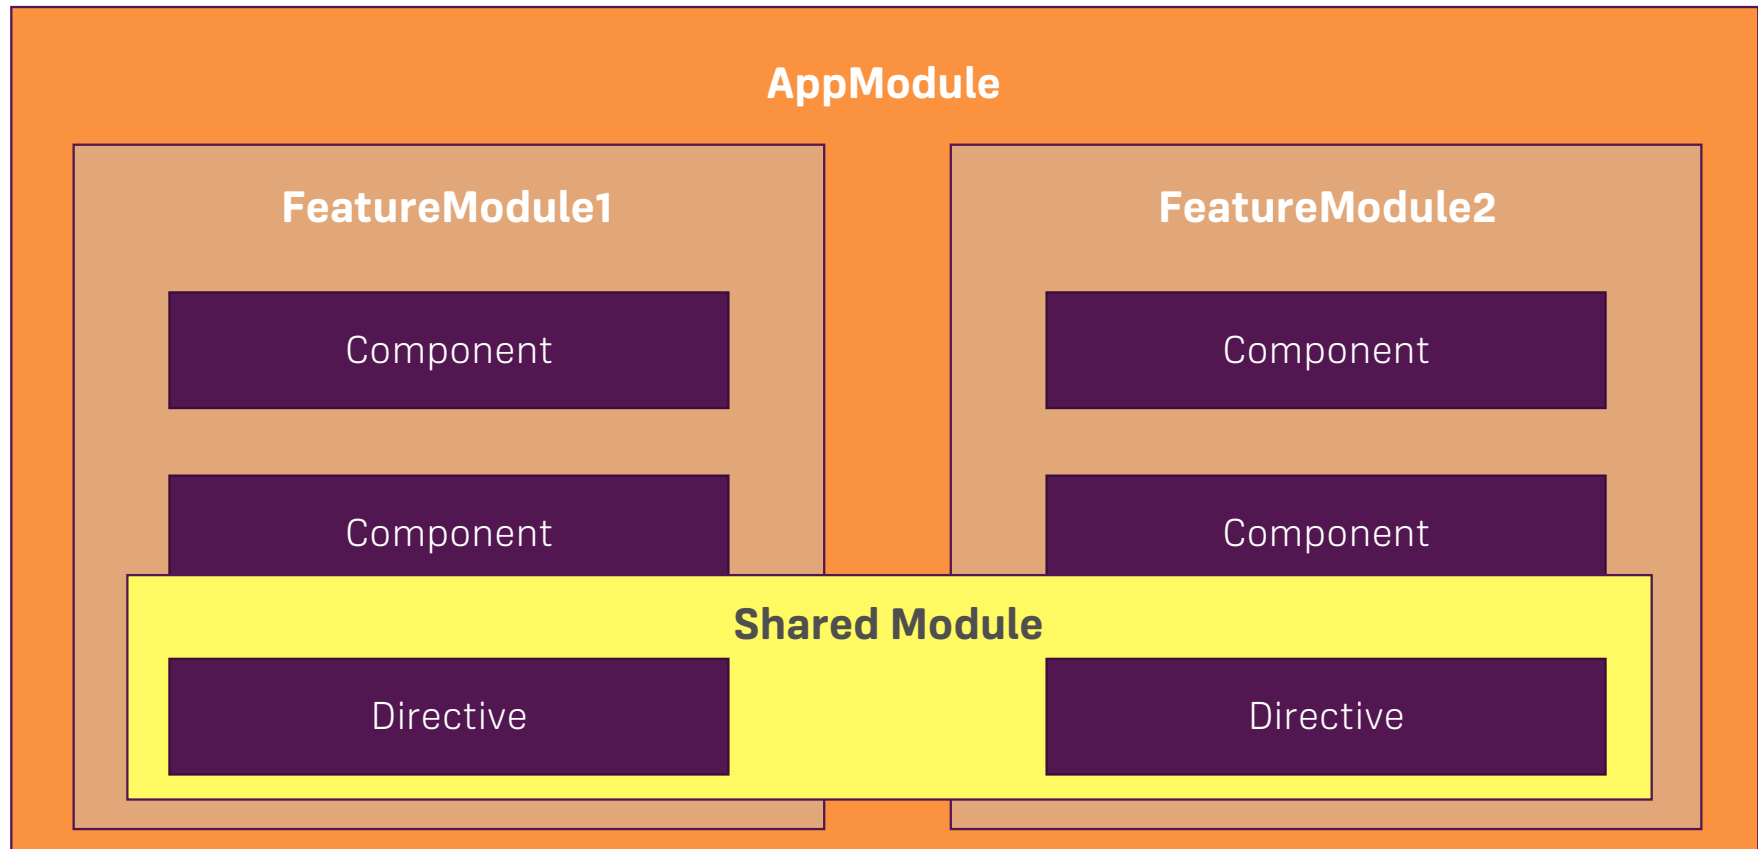 AppModule
FeatureModule1
FeatureModule2
Component
Component
Component
Component
Shared Module
Directive
Directive